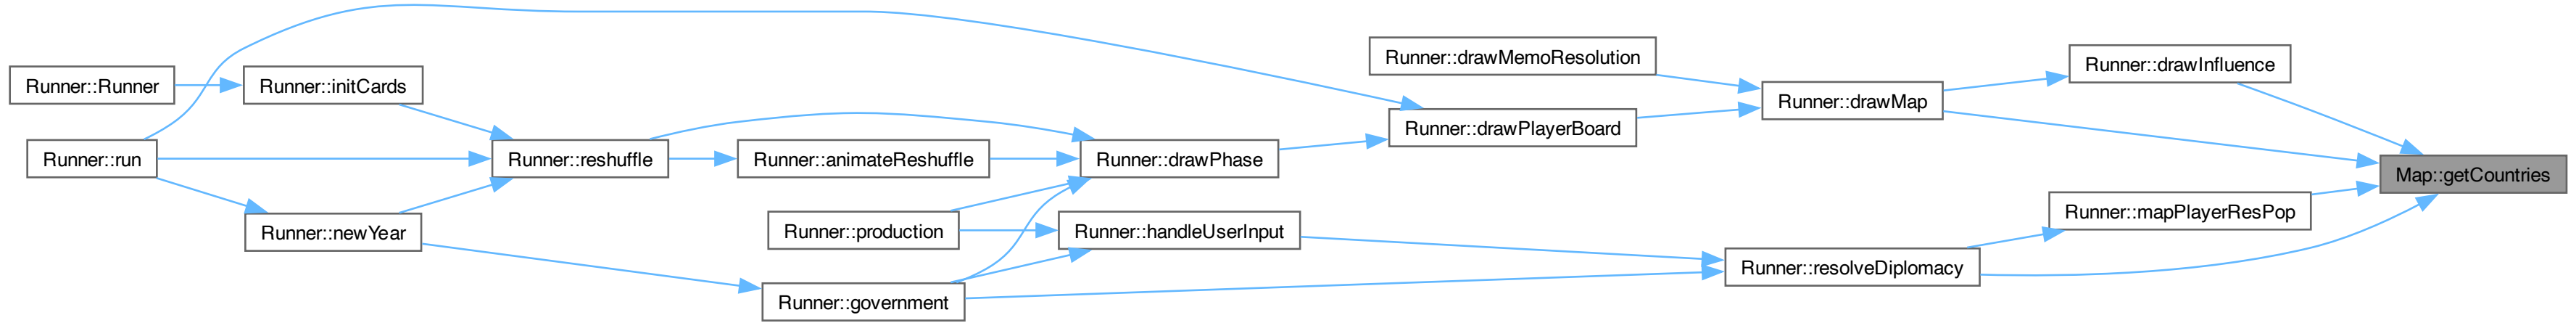 Runner::Runner
Runner::run
Runner::initCards
Runner::newYear
Runner::reshuffle
Runner::animateReshuffle
Runner::production
Runner::government
Runner::drawPhase
Runner::handleUserInput
Runner::drawMemoResolution
Runner::drawPlayerBoard
Runner::drawMap
Runner::resolveDiplomacy
Runner::drawInfluence
Runner::mapPlayerResPop
Map::getCountries